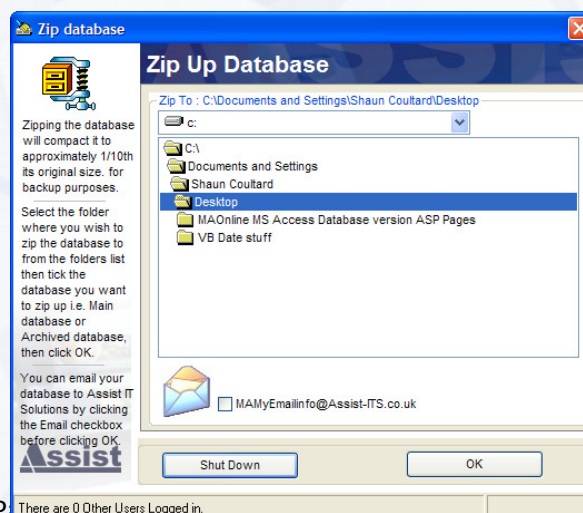 Zip database
Zip Up Database
Zipping the database
will compact it to
approximately 1/10th
its original size. for
backup purposes.
Select the folder
where you wish to
zip the database to
from the folders list
then tick the
database you want
to zip up i.e. Main
database or
Archived database,
then click OK.
You can email your
database to Assist IT
Solutions by clicking
the Email checkbox
before clicking OK.
Assist
Zip To : C:\Documents and Settings\Shaun Coultard\Desktop
c:
C:\
Documents and Settings
Shaun Coultard
Desktop
MAOnline MS Access Database version ASP Pages
VB Date stuff
MAMyEmailinfo@Assist-ITS.co.uk
Shut Down
OK
There are 0 Other Users Logged in.